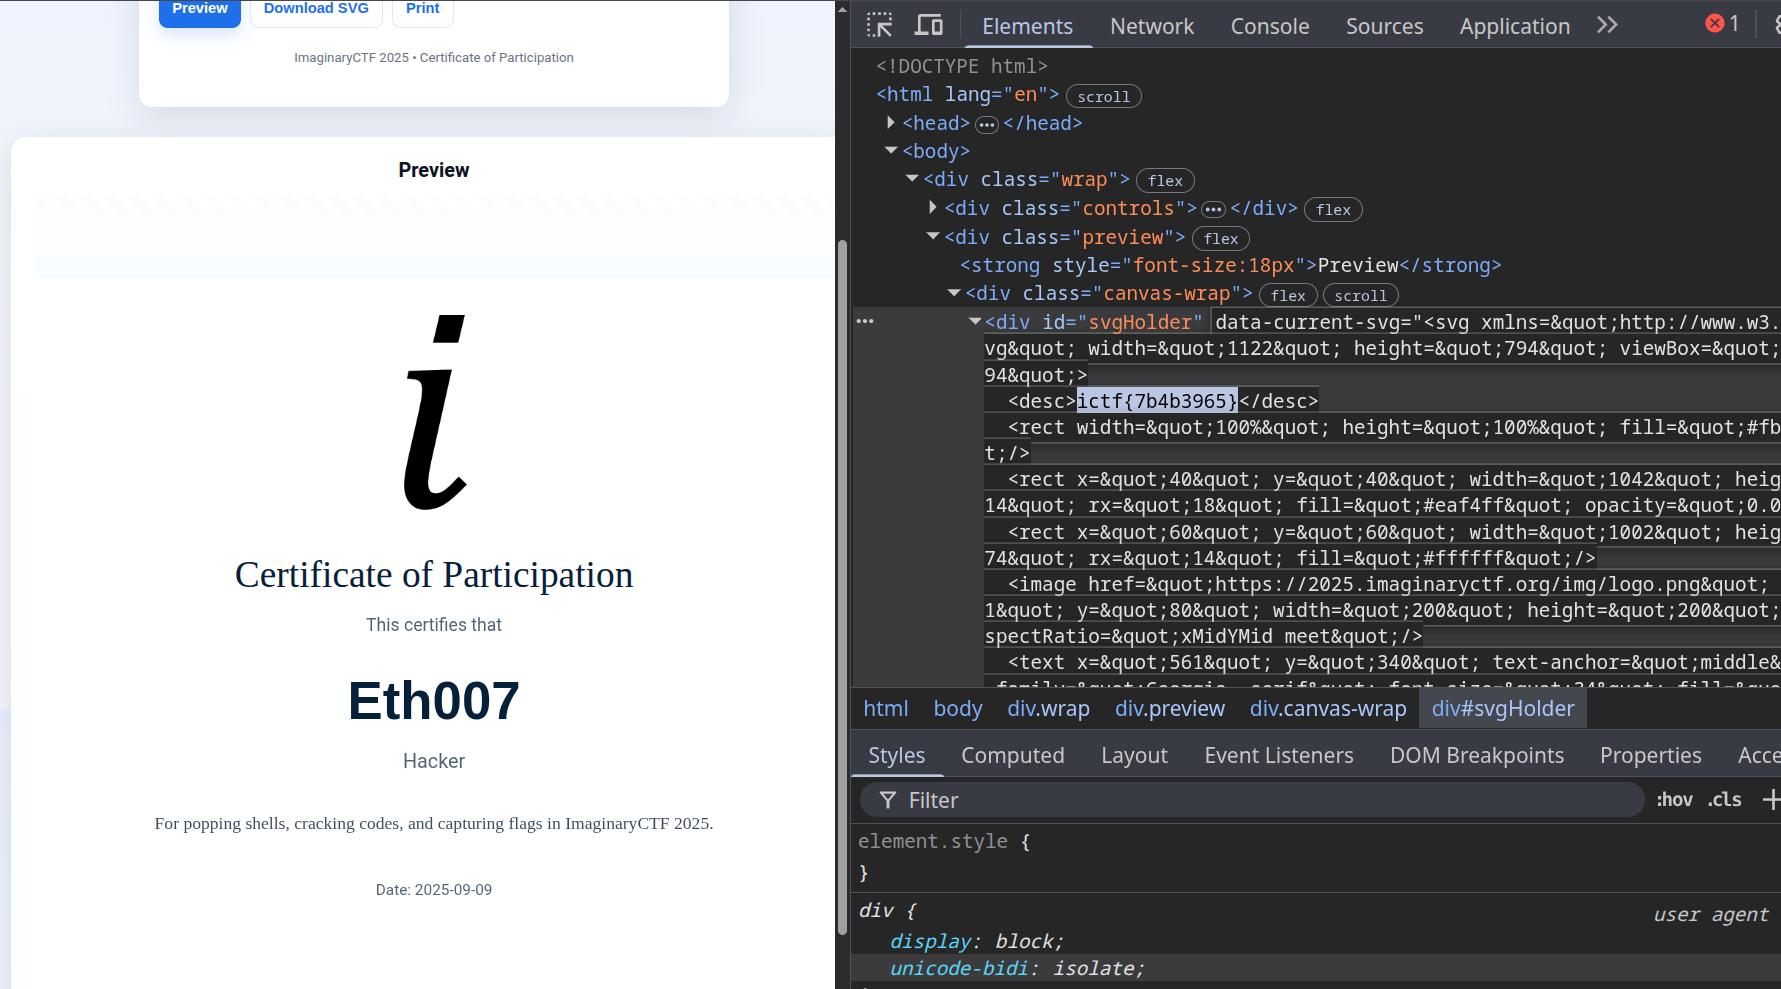 Preview
Download SVG
Print
ImaginaryCTF 2025 • Certificate of Participation
Preview
i
Certificate of Participation
This certifies that
Eth007
Hacker
For popping shells, cracking codes, and capturing flags in ImaginaryCTF 2025.
Date: 2025-09-09
Elements Network Console Sources Application 1
<!DOCTYPE html>
<html lang="en"> scroll
<head> ••• </head>
<body>
<div class="wrap"> flex
<div class="controls"> ••• </div> flex
<div class="preview"> flex
<strong style="font-size:18px">Preview</strong>
<div class="canvas-wrap"> flex scroll
••• <div id="svgHolder" data-current-svg="<svg xmlns=&quot;http://www.w3.
vg&quot; width=&quot;1122&quot; height=&quot;794&quot; viewBox=&quot;
94&quot;>
<desc>ictf{7b4b3965}</desc>
<rect width=&quot;100%&quot; height=&quot;100%&quot; fill=&quot;#fb
t;/>
<rect x=&quot;40&quot; y=&quot;40&quot; width=&quot;1042&quot; heig
14&quot; rx=&quot;18&quot; fill=&quot;#eaf4ff&quot; opacity=&quot;0.0
<rect x=&quot;60&quot; y=&quot;60&quot; width=&quot;1002&quot; heig
74&quot; rx=&quot;14&quot; fill=&quot;#ffffff&quot;/>
<image href=&quot;https://2025.imaginaryctf.org/img/logo.png&quot;
1&quot; y=&quot;80&quot; width=&quot;200&quot; height=&quot;200&quot;
spectRatio=&quot;xMidYMid meet&quot;/>
<text x=&quot;561&quot; y=&quot;340&quot; text-anchor=&quot;middle&
html body div.wrap div.preview div.canvas-wrap div#svgHolder
Styles Computed Layout Event Listeners DOM Breakpoints Properties Acce
Filter :hov .cls
element.style {
}
div { user agent
display: block;
unicode-bidi: isolate;